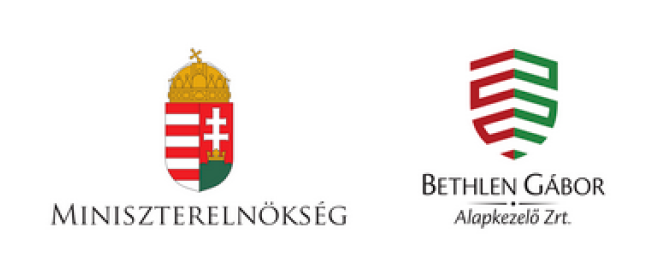 MINISZTERELNÖKSÉG
BETHLEN GÁBOR
Alapkezelő Zrt.